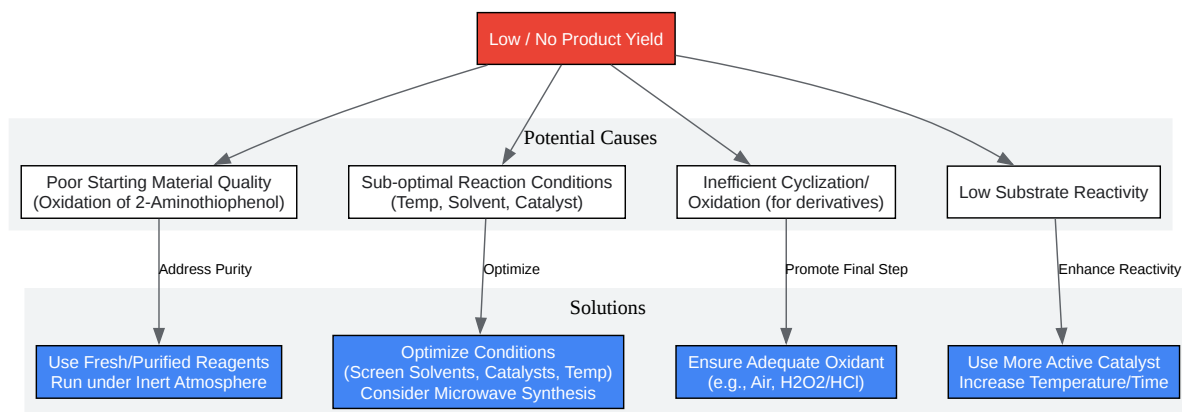 Low / No Product Yield
Potential Causes
Poor Starting Material Quality
(Oxidation of 2-Aminothiophenol)
Sub-optimal Reaction Conditions
(Temp, Solvent, Catalyst)
Inefficient Cyclization/
Oxidation (for derivatives)
Low Substrate Reactivity
Address Purity
Optimize
Promote Final Step
Enhance Reactivity
Solutions
Use Fresh/Purified Reagents
Run under Inert Atmosphere
Optimize Conditions
(Screen Solvents, Catalysts, Temp)
Consider Microwave Synthesis
Ensure Adequate Oxidant
(e.g., Air, H2O2/HCl)
Use More Active Catalyst
Increase Temperature/Time